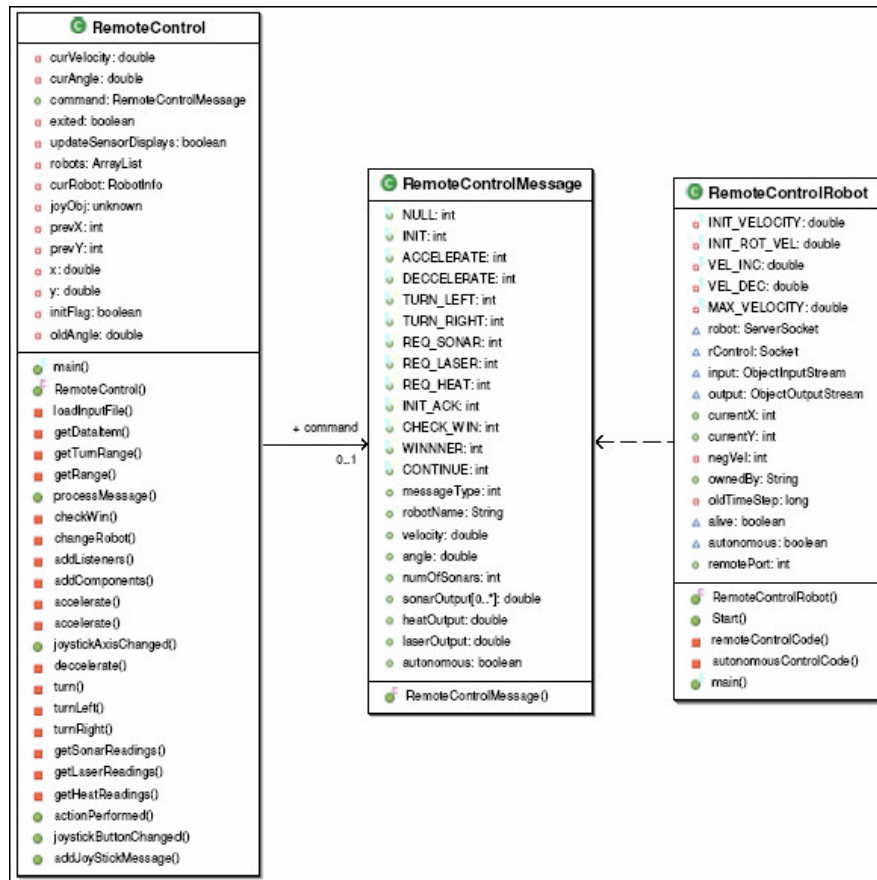 RemoteControl
curVelocity: double
curAngle: double
command: RemoteControlMessage
exited: boolean
updateSensorDisplays: boolean
robots: ArrayList
curRobot: RobotInfo
joyObj: unknown
prevX: int
prevY: int
x: double
y: double
initFlag: boolean
oldAngle: double
main()
RemoteControl()
loadInputFile()
getDataItem()
getTurnRange()
getRange()
processMessage()
checkWin()
changeRobot()
addListeners()
addComponents()
accelerate()
accelerate()
joystickAxisChanged()
deccelerate()
turn()
turnLeft()
turnRight()
getSonarReadings()
getLaserReadings()
getHeatReadings()
actionPerformed()
joystickButtonChanged()
addJoyStickMessage()
+ command
0..1
RemoteControlMessage
NULL: int
INIT: int
ACCELERATE: int
DECCELERATE: int
TURN_LEFT: int
TURN_RIGHT: int
REQ_SONAR: int
REQ_LASER: int
REQ_HEAT: int
INIT_ACK: int
CHECK_WIN: int
WINNNER: int
CONTINUE: int
messageType: int
robotName: String
velocity: double
angle: double
numOfSonars: int
sonarOutput[0..*]: double
heatOutput: double
laserOutput: double
autonomous: boolean
RemoteControlMessage()
RemoteControlRobot
INIT_VELOCITY: double
INIT_ROT_VEL: double
VEL_INC: double
VEL_DEC: double
MAX_VELOCITY: double
robot: ServerSocket
rControl: Socket
input: ObjectInputStream
output: ObjectOutputStream
currentX: int
currentY: int
negVel: int
ownedBy: String
oldTimeStep: long
alive: boolean
autonomous: boolean
remotePort: int
RemoteControlRobot()
Start()
remoteControlCode()
autonomousControlCode()
main()